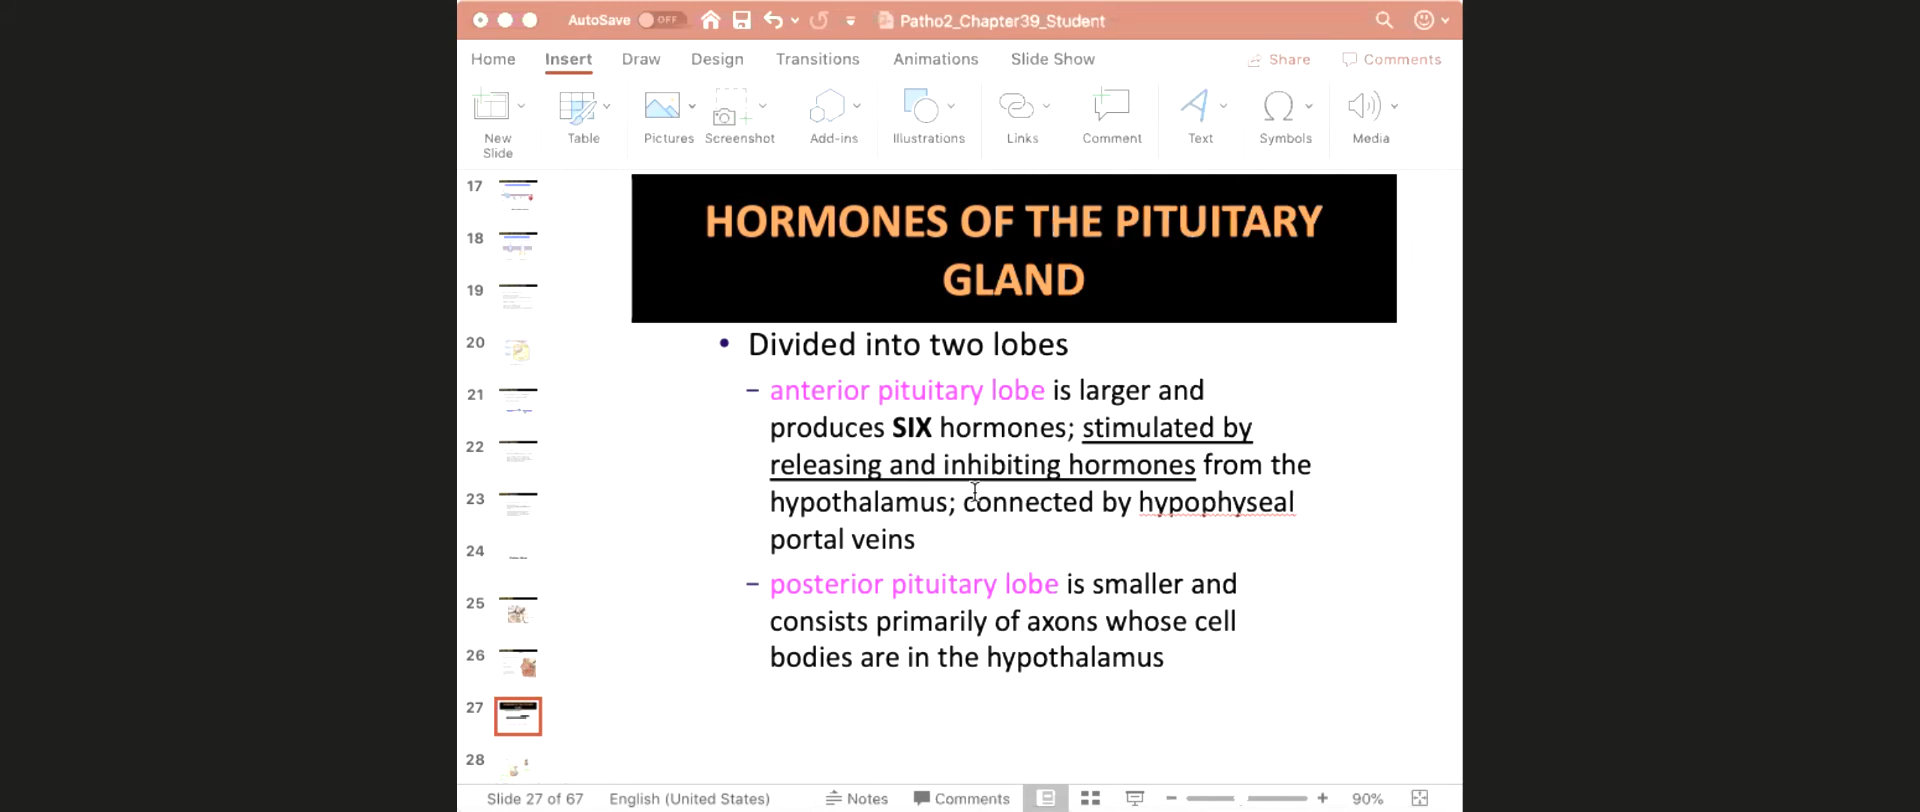 AutoSave OFF Patho2_Chapter39_Student
Home Insert Draw Design Transitions Animations Slide Show Share Comments
New Slide Table Pictures Screenshot Add-ins Illustrations Links Comment Text Symbols Media
17
18
19
20
21
22
23
24
25
26
27
28
HORMONES OF THE PITUITARY
GLAND
• Divided into two lobes
– anterior pituitary lobe is larger and
produces SIX hormones; stimulated by
releasing and inhibiting hormones from the
hypothalamus; connected by hypophyseal
portal veins
– posterior pituitary lobe is smaller and
consists primarily of axons whose cell
bodies are in the hypothalamus
Slide 27 of 67 English (United States) Notes Comments 90%